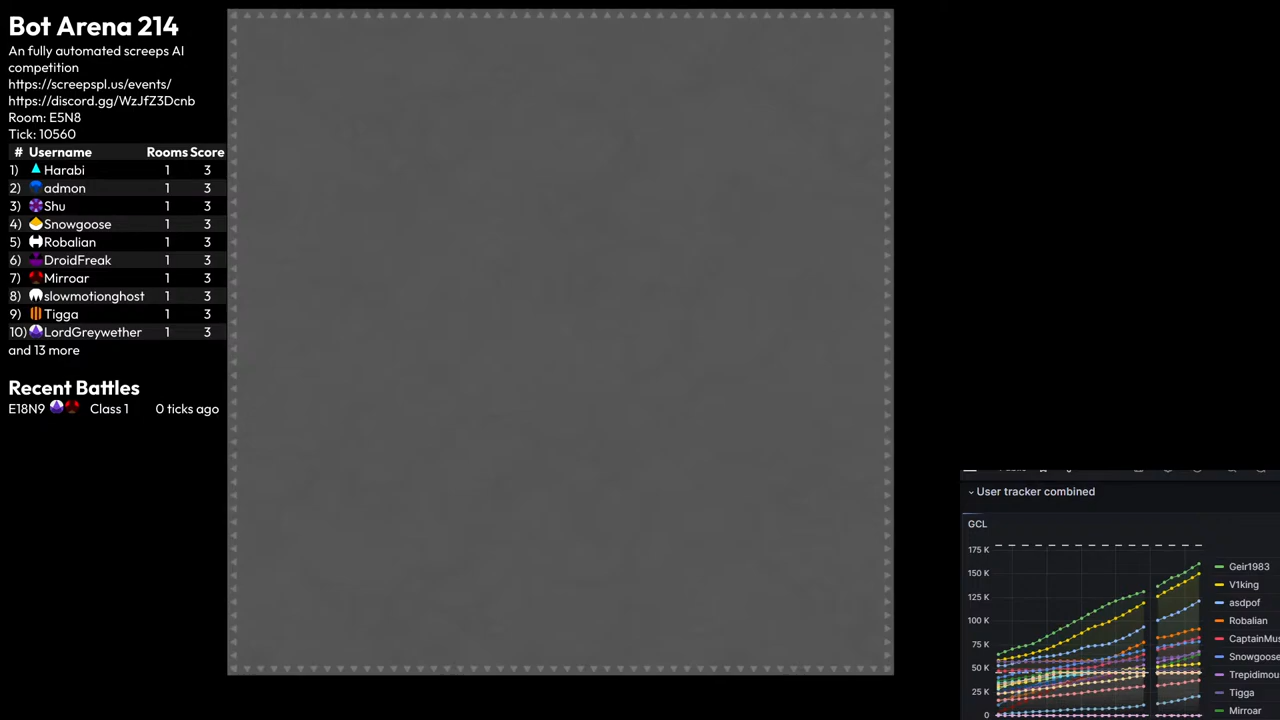 Bot Arena 214
An fully automated screeps AI
competition
https://screepspl.us/events/
https://discord.gg/WzJfZ3Dcnb
Room: E5N8
Tick: 10560
# Username Rooms Score
1) Harabi 1 3
2) admon 1 3
3) Shu 1 3
4) Snowgoose 1 3
5) Robalian 1 3
6) DroidFreak 1 3
7) Mirroar 1 3
8) slowmotionghost 1 3
9) Tigga 1 3
10) LordGreywether 1 3
and 13 more
Recent Battles
E18N9 Class 1 0 ticks ago
User tracker combined
GCL
175 K
150 K
125 K
100 K
75 K
50 K
25 K
0
Geir1983
V1king
asdpof
Robalian
CaptainMus
Snowgoose
Trepidimou
Tigga
Mirroar